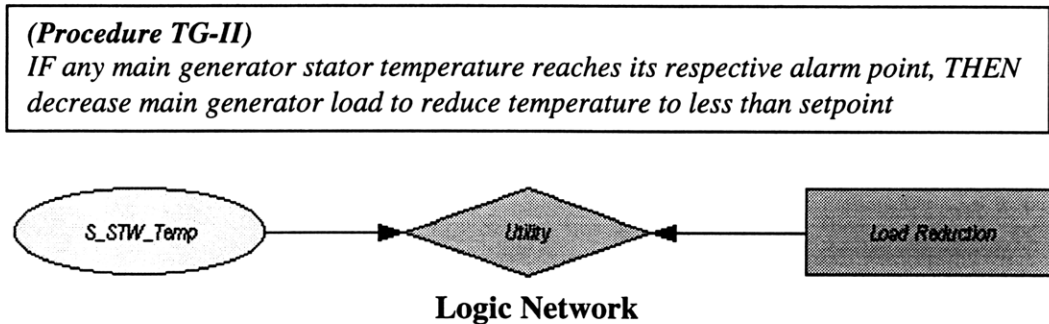 (Procedure TG-II)
IF any main generator stator temperature reaches its respective alarm point, THEN
decrease main generator load to reduce temperature to less than setpoint
S_STW_Temp
Utility
Load Reduction
Logic Network